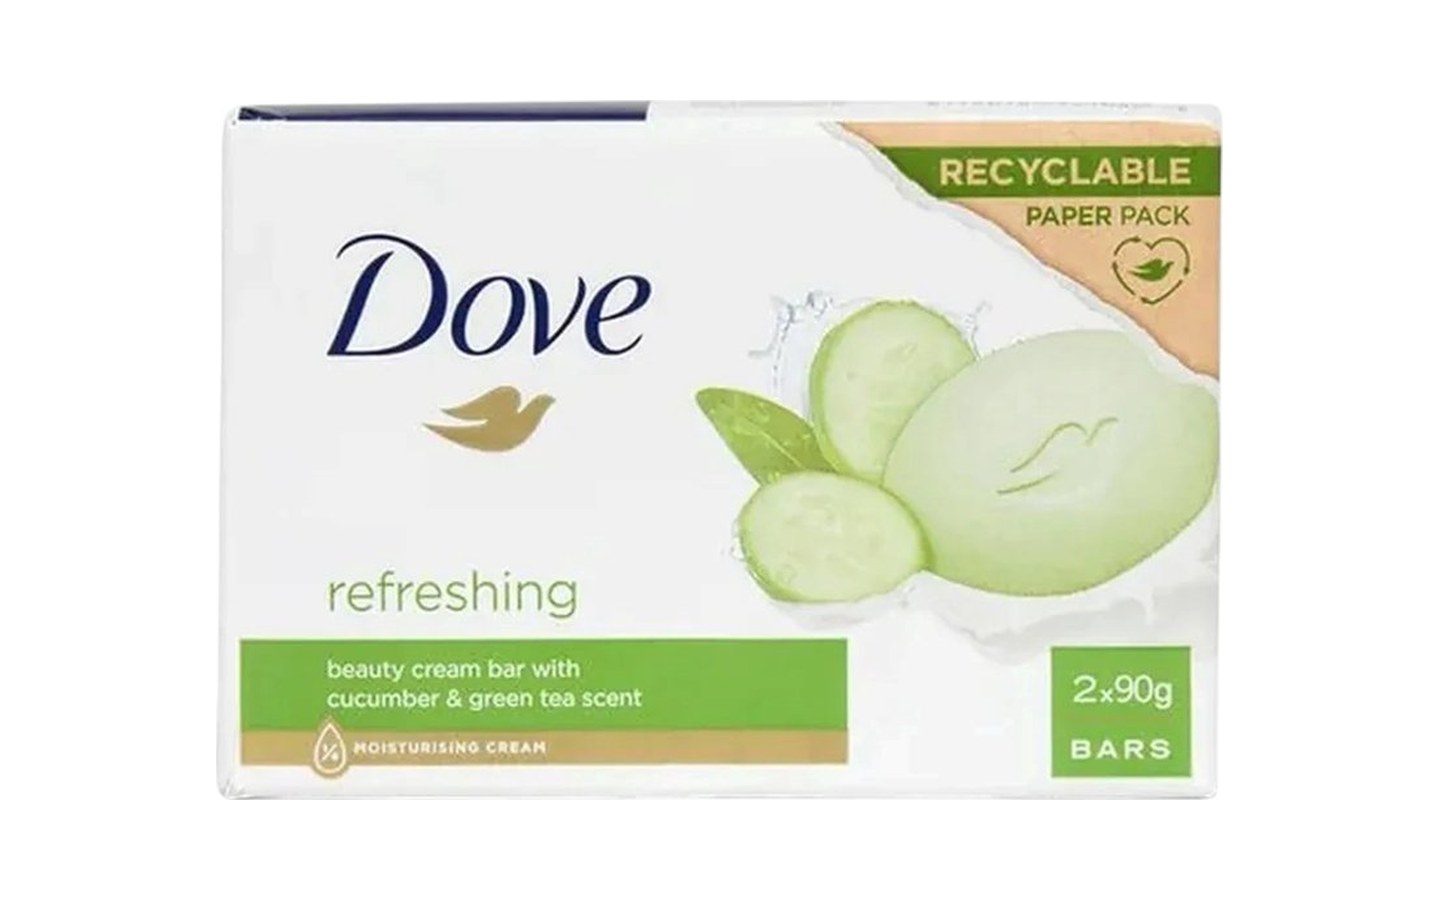 RECYCLABLE
PAPER PACK
Dove
refreshing
beauty cream bar with
cucumber & green tea scent
¼ MOISTURISING CREAM
2x90g
BARS